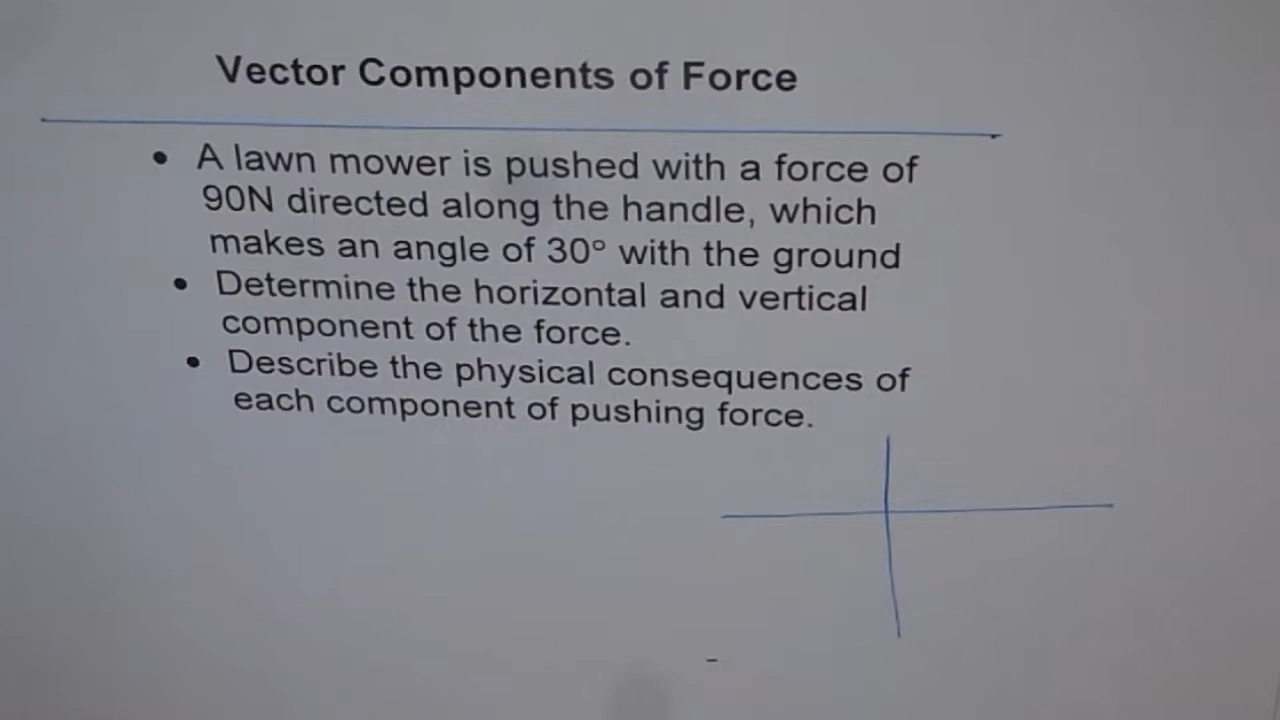 Vector Components of Force
• A lawn mower is pushed with a force of
90N directed along the handle, which
makes an angle of 30° with the ground
• Determine the horizontal and vertical
component of the force.
• Describe the physical consequences of
each component of pushing force.